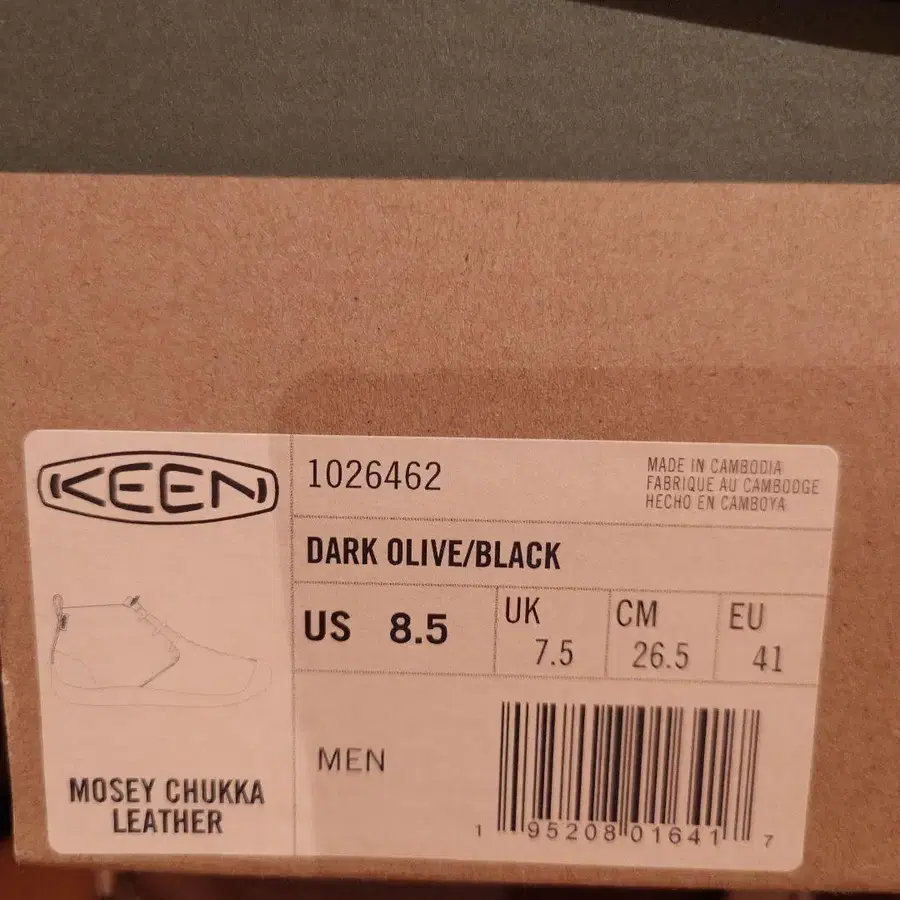 KEEN
1026462
MADE IN CAMBODIA
FABRIQUE AU CAMBODGE
HECHO EN CAMBOYA
DARK OLIVE/BLACK
US 8.5
UK 7.5
CM 26.5
EU 41
MEN
MOSEY CHUKKA
LEATHER
1 95208 01641 7